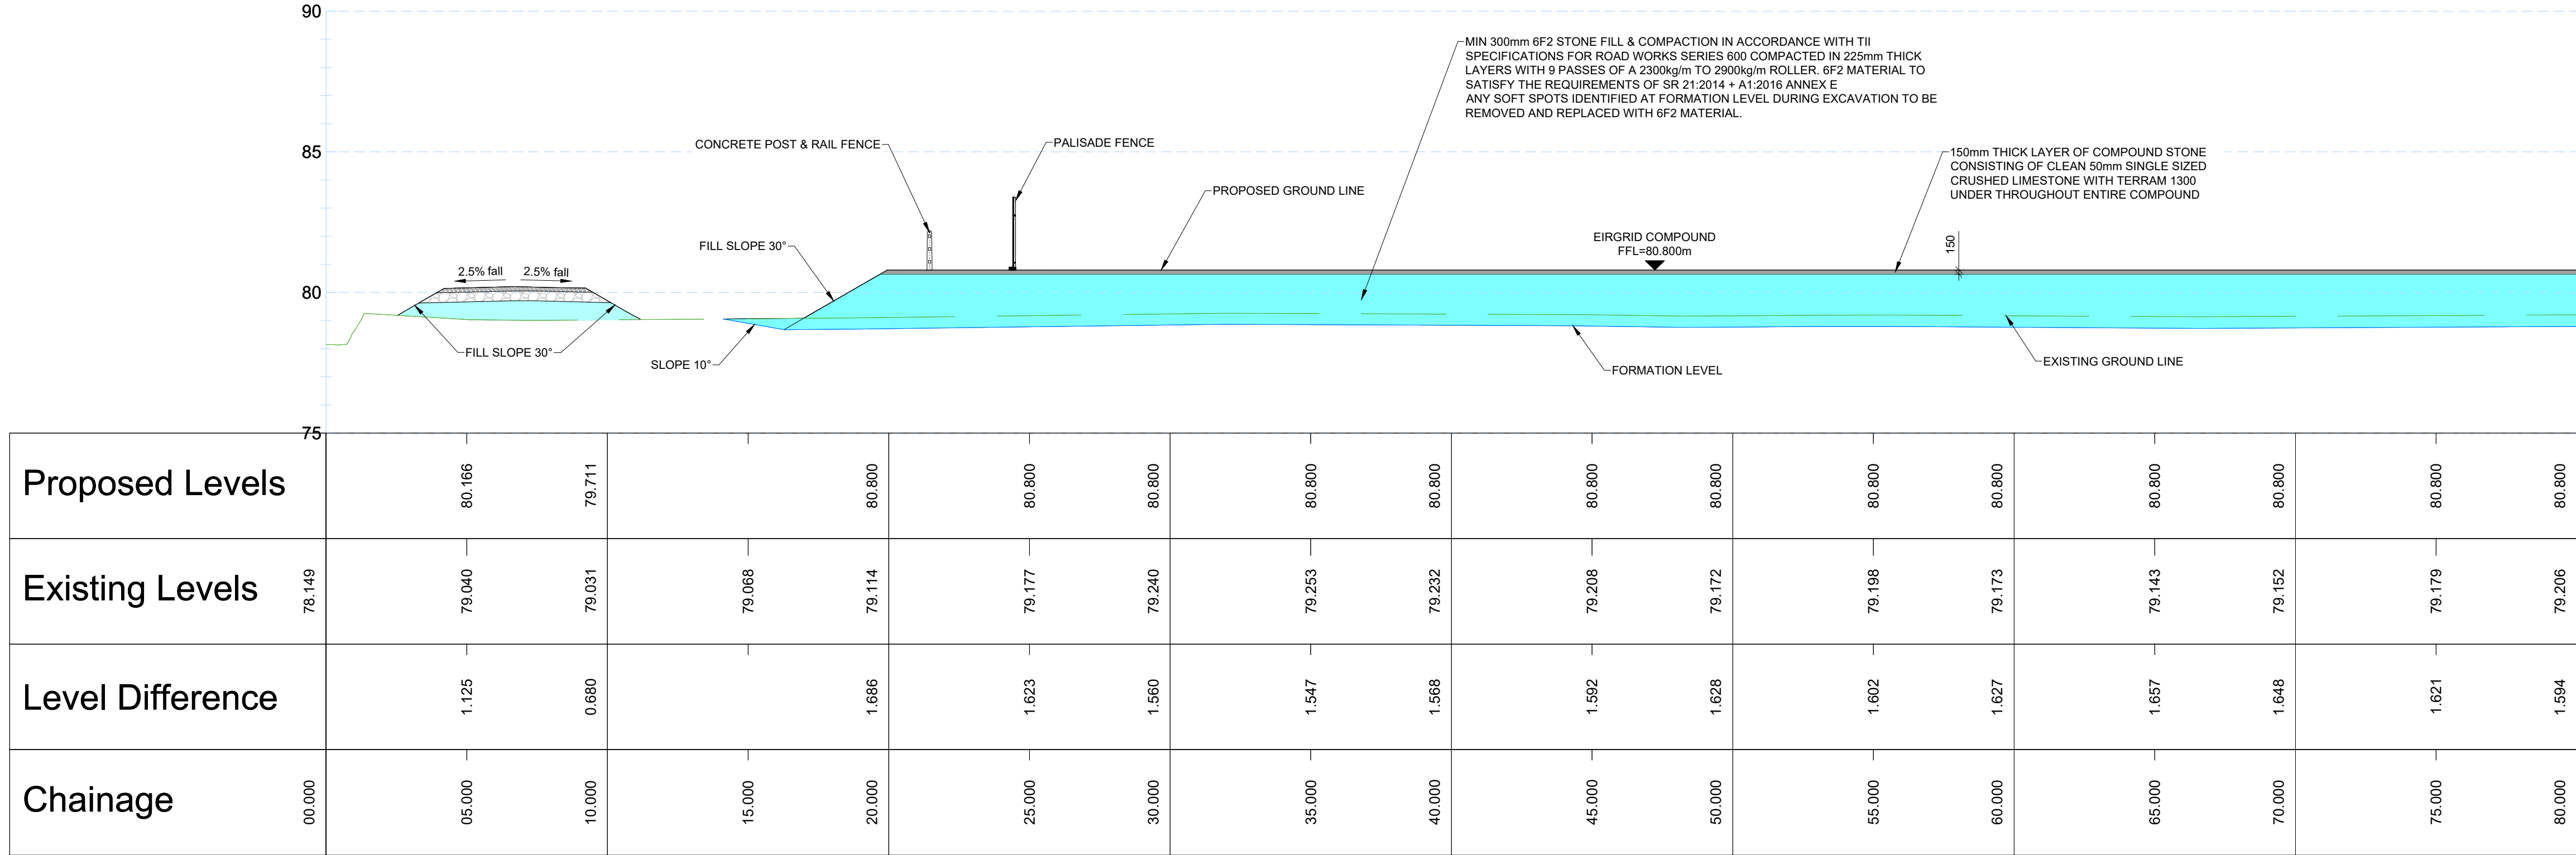 90
MIN 300mm 6F2 STONE FILL & COMPACTION IN ACCORDANCE WITH TII
SPECIFICATIONS FOR ROAD WORKS SERIES 600 COMPACTED IN 225mm THICK
LAYERS WITH 9 PASSES OF A 2300kg/m TO 2900kg/m ROLLER. 6F2 MATERIAL TO
SATISFY THE REQUIREMENTS OF SR 21:2014 + A1:2016 ANNEX E
ANY SOFT SPOTS IDENTIFIED AT FORMATION LEVEL DURING EXCAVATION TO BE
REMOVED AND REPLACED WITH 6F2 MATERIAL.
85
CONCRETE POST & RAIL FENCE
PALISADE FENCE
150mm THICK LAYER OF COMPOUND STONE
CONSISTING OF CLEAN 50mm SINGLE SIZED
CRUSHED LIMESTONE WITH TERRAM 1300
UNDER THROUGHOUT ENTIRE COMPOUND
PROPOSED GROUND LINE
FILL SLOPE 30°
EIRGRID COMPOUND
FFL=80.800m
150
2.5% fall 2.5% fall
80
FILL SLOPE 30°
SLOPE 10°
FORMATION LEVEL
EXISTING GROUND LINE
75
Proposed Levels 80.166 79.711 80.800 80.800 80.800 80.800 80.800 80.800 80.800 80.800 80.800 80.800 80.800 80.800 80.800
Existing Levels 78.149 79.040 79.031 79.068 79.114 79.177 79.240 79.253 79.232 79.208 79.172 79.198 79.173 79.143 79.152 79.179 79.206
Level Difference 1.125 0.680 1.686 1.623 1.560 1.547 1.568 1.592 1.628 1.602 1.627 1.657 1.648 1.621 1.594
Chainage 00.000 05.000 10.000 15.000 20.000 25.000 30.000 35.000 40.000 45.000 50.000 55.000 60.000 65.000 70.000 75.000 80.000